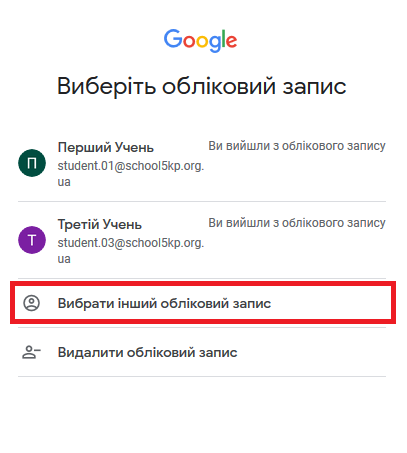 Google
Виберіть обліковий запис
П
Перший Учень
Ви вийшли з облікового запису
student.01@school5kp.org.
ua
Т
Третій Учень
Ви вийшли з облікового запису
student.03@school5kp.org.
ua
Вибрати інший обліковий запис
Видалити обліковий запис